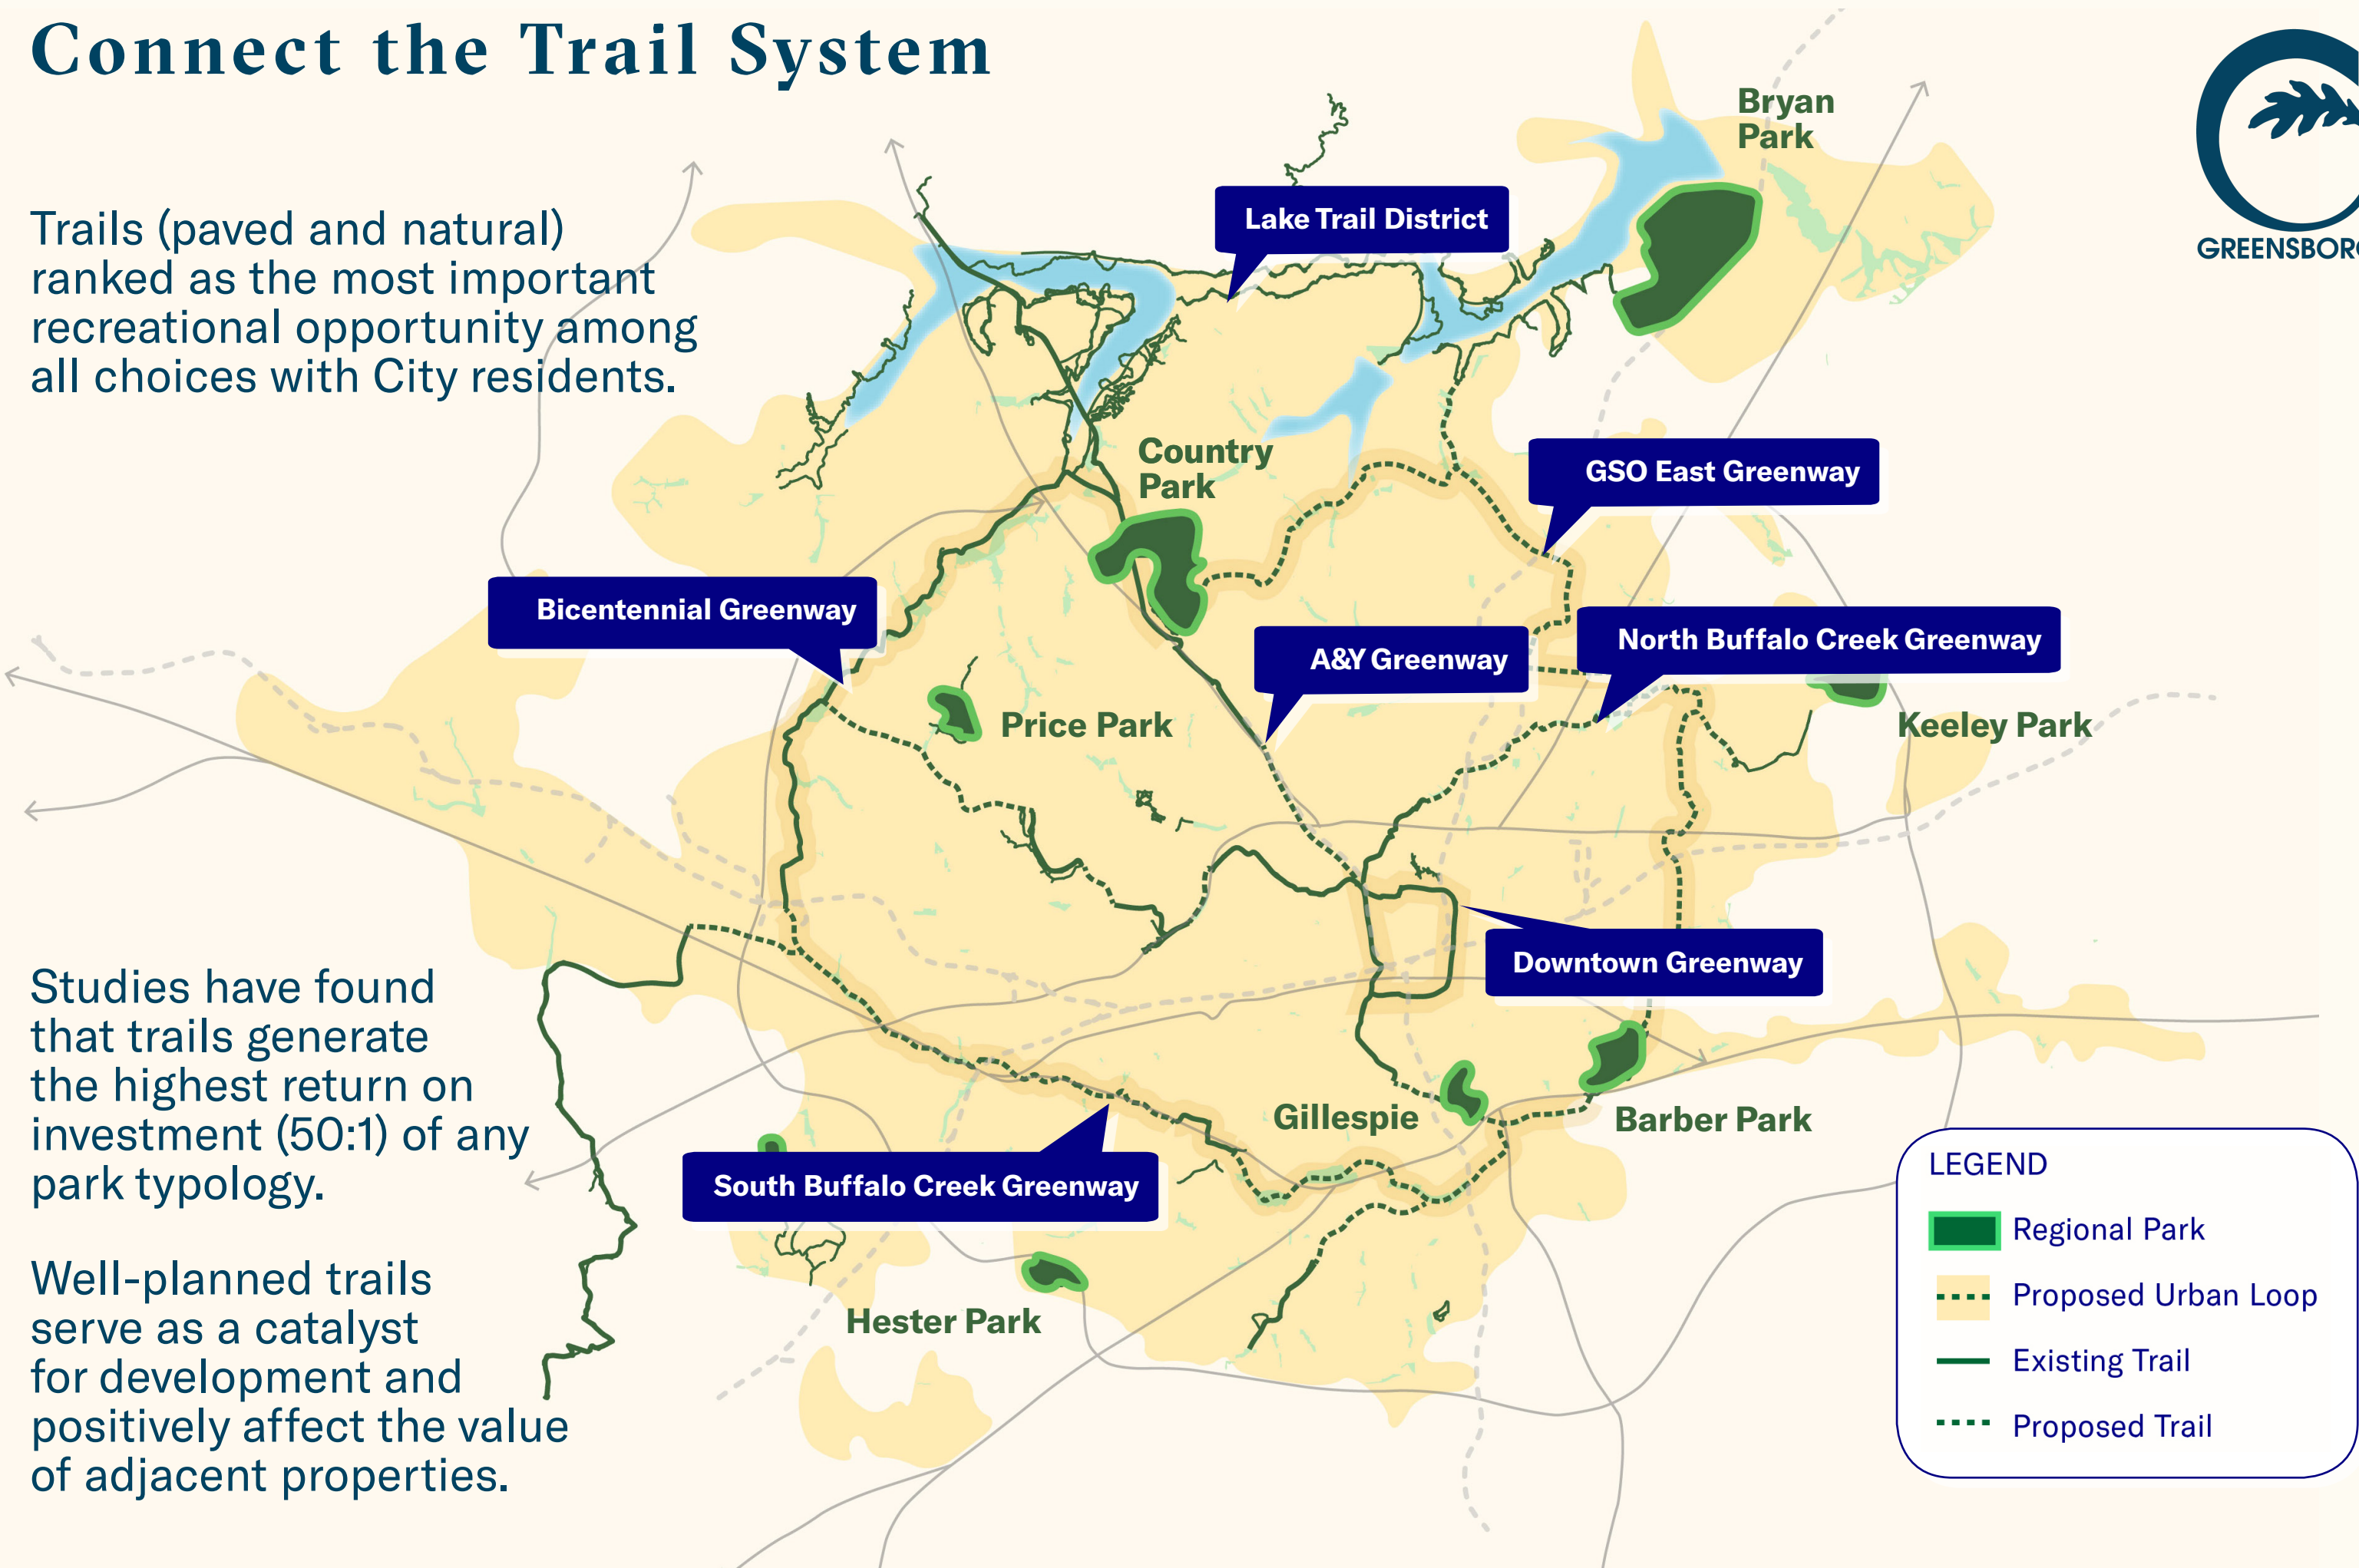 Connect the Trail System
Trails (paved and natural)
ranked as the most important
recreational opportunity among
all choices with City residents.
Studies have found
that trails generate
the highest return on
investment (50:1) of any
park typology.
Well-planned trails
serve as a catalyst
for development and
positively affect the value
of adjacent properties.
Bryan
Park
GREENSBORO
Lake Trail District
Country
Park
GSO East Greenway
Bicentennial Greenway
A&Y Greenway
North Buffalo Creek Greenway
Price Park
Keeley Park
Downtown Greenway
Gillespie
Barber Park
South Buffalo Creek Greenway
Hester Park
LEGEND
Regional Park
Proposed Urban Loop
Existing Trail
Proposed Trail